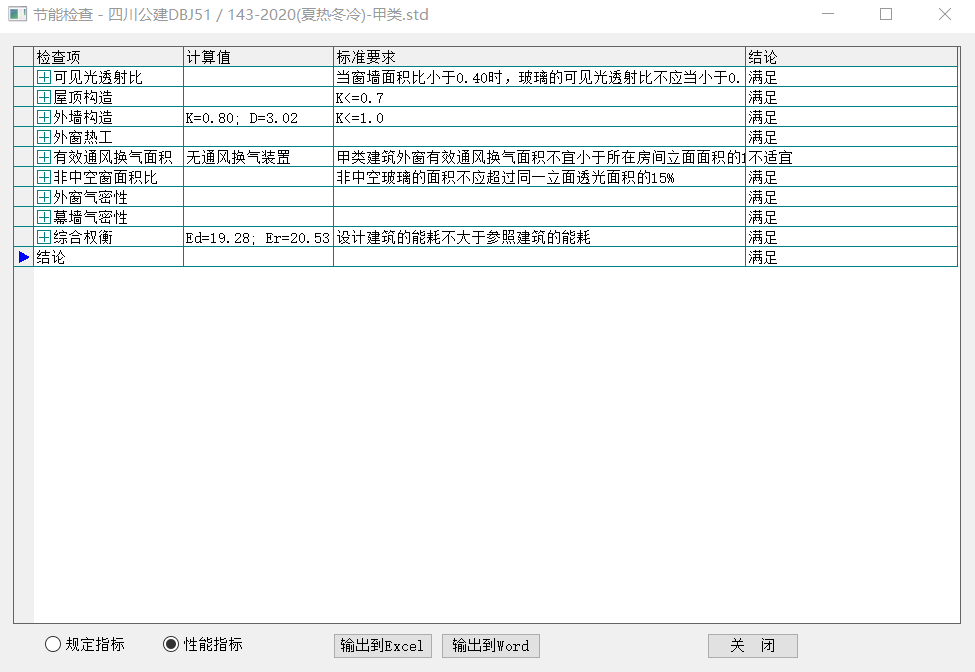 节能检查 - 四川公建DBJ51 / 143-2020(夏热冬冷)-甲类.std
检查项 计算值 标准要求 结论
可见光透射比 当窗墙面积比小于0.40时，玻璃的可见光透射比不应当小于0. 满足
屋顶构造 K<=0.7 满足
外墙构造 K=0.80; D=3.02 K<=1.0 满足
外窗热工 满足
有效通风换气面积 无通风换气装置 甲类建筑外窗有效通风换气面积不宜小于所在房间立面面积的1 不适宜
非中空窗面积比 非中空玻璃的面积不应超过同一立面透光面积的15% 满足
外窗气密性 满足
幕墙气密性 满足
综合权衡 Ed=19.28; Er=20.53 设计建筑的能耗不大于参照建筑的能耗 满足
结论 满足
规定指标 性能指标 输出到Excel 输出到Word 关 闭